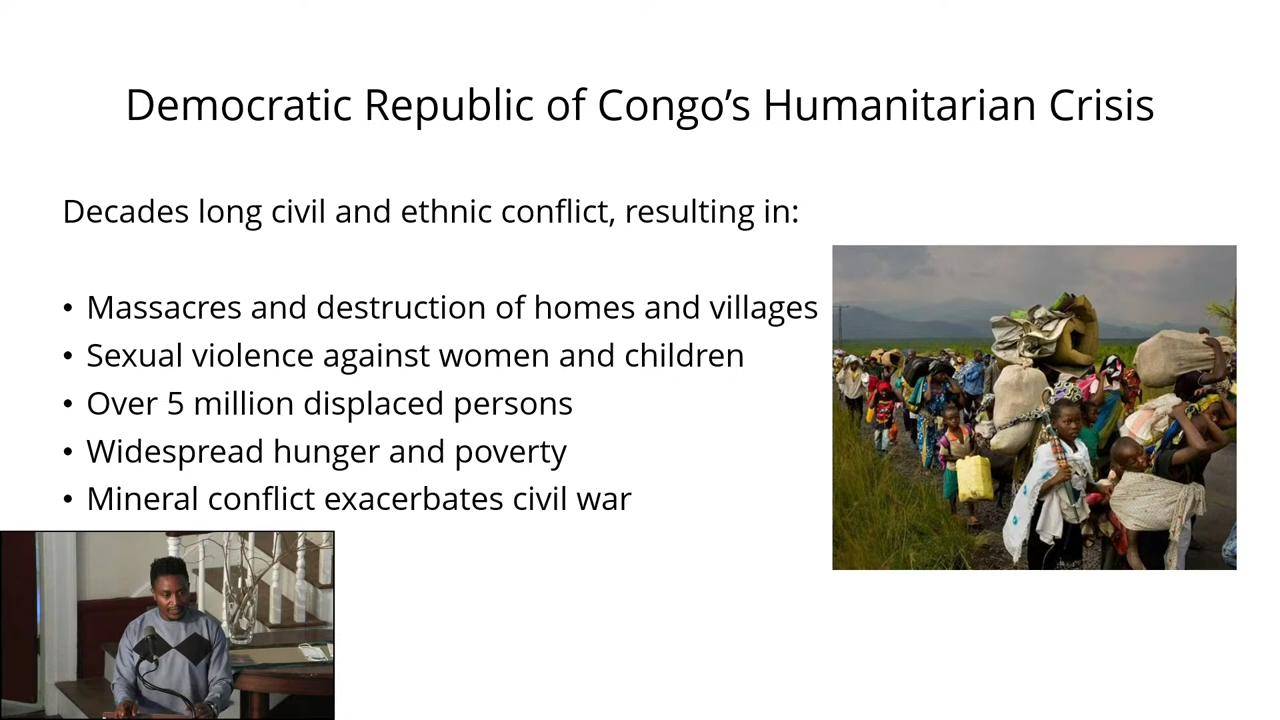 Democratic Republic of Congo’s Humanitarian Crisis
Decades long civil and ethnic conflict, resulting in:
• Massacres and destruction of homes and villages
• Sexual violence against women and children
• Over 5 million displaced persons
• Widespread hunger and poverty
• Mineral conflict exacerbates civil war